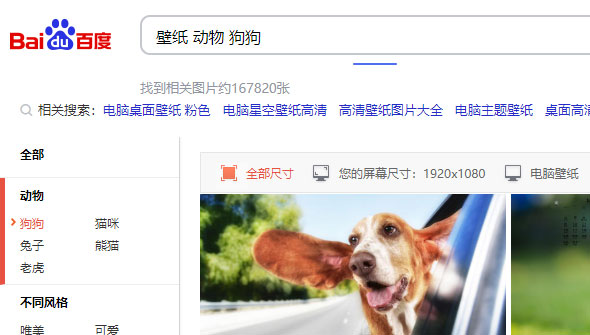 Bai du 百度
壁纸 动物 狗狗
找到相关图片约167820张
相关搜索： 电脑桌面壁纸 粉色 电脑星空壁纸高清 高清壁纸图片大全 电脑主题壁纸 桌面高清
全部
全部尺寸 您的屏幕尺寸：1920x1080 电脑壁纸
动物
狗狗 猫咪
兔子 熊猫
老虎
不同风格
唯美 可爱